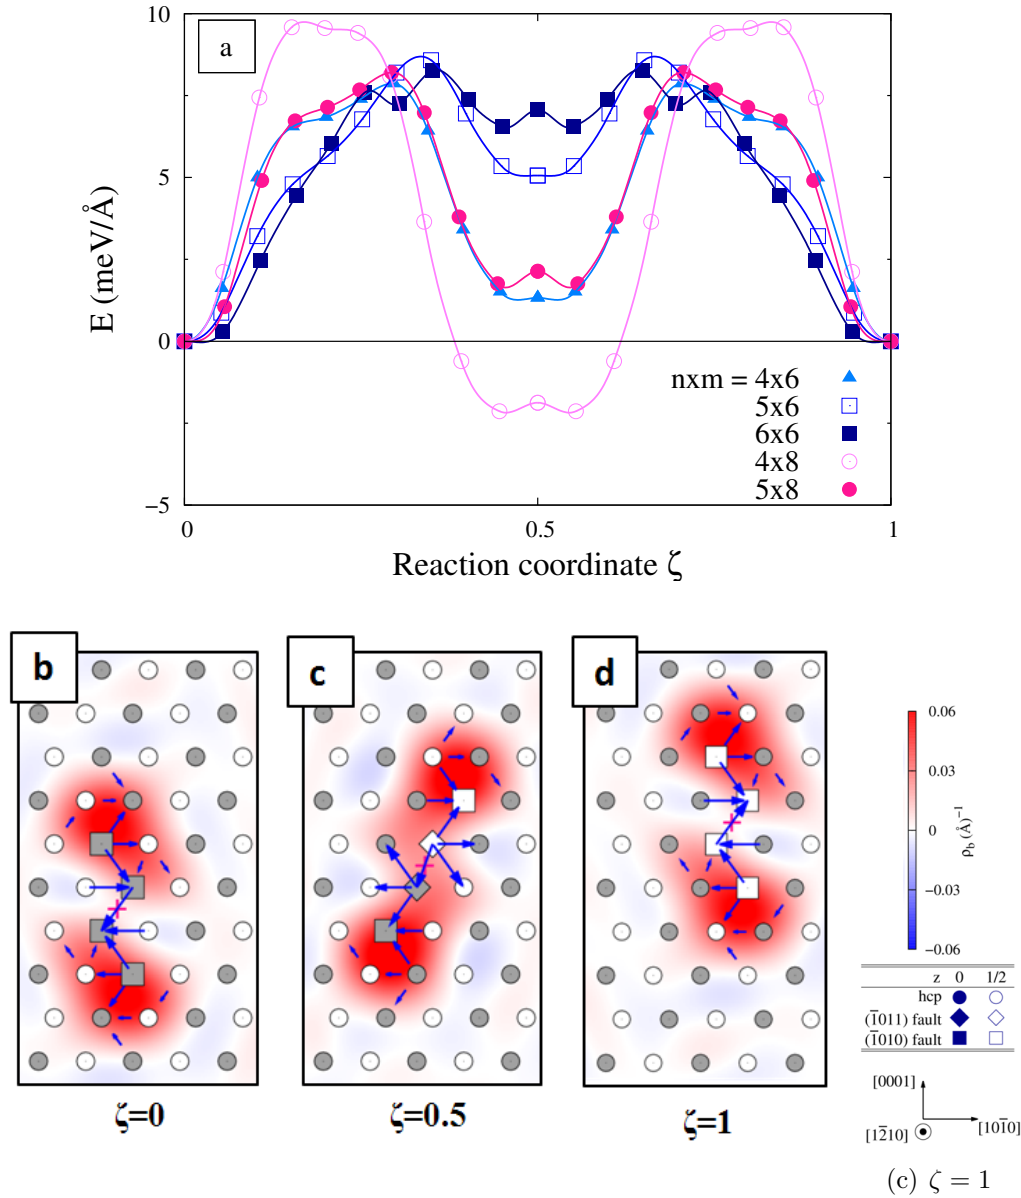 a
10
5
0
−5
E (meV/Å)
nxm = 4x6
5x6
6x6
4x8
5x8
0
0.5
1
Reaction coordinate ζ
b
c
d
0.06
0.03
0
−0.03
−0.06
ρb (Å)−1
z 0 1/2
hcp
(1̅011) fault
(1̅010) fault
[0001]
[12̅10]
[101̅0]
ζ=0
ζ=0.5
ζ=1
(c) ζ = 1